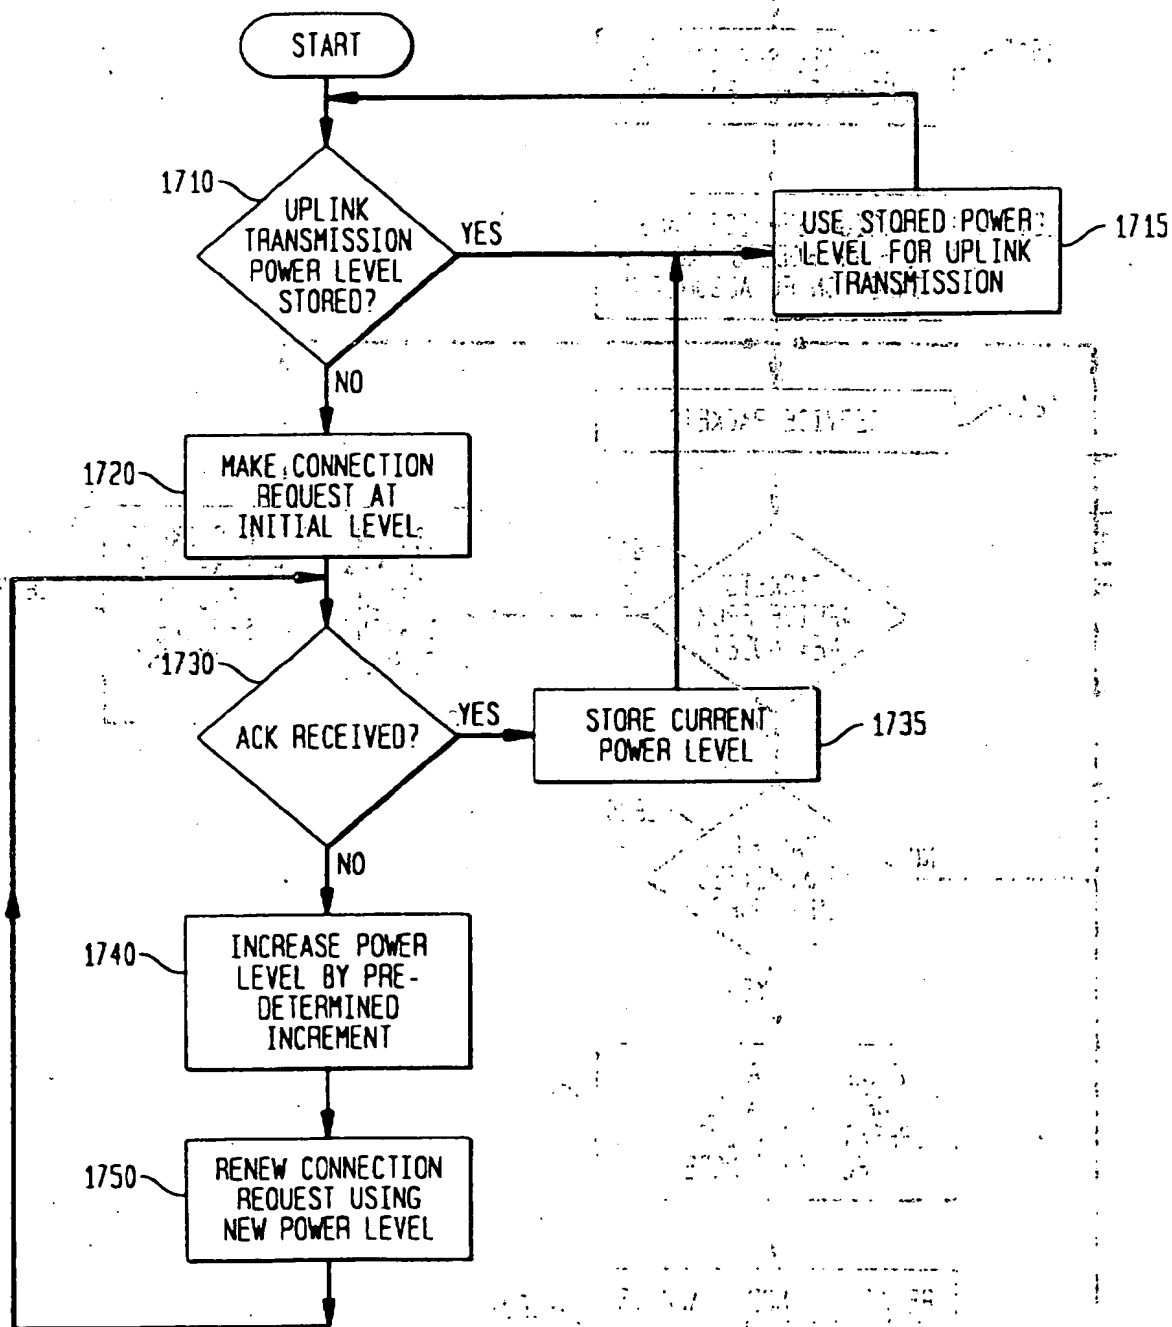 START
1710
UPLINK
TRANSMISSION
POWER LEVEL
STORED?
YES
USE STORED POWER
LEVEL FOR UPLINK
TRANSMISSION
1715
NO
1720
MAKE CONNECTION
REQUEST AT
INITIAL LEVEL
1730
ACK RECEIVED?
YES
STORE CURRENT
POWER LEVEL
1735
NO
1740
INCREASE POWER
LEVEL BY PRE-
DETERMINED
INCREMENT
1750
RENEW CONNECTION
REQUEST USING
NEW POWER LEVEL